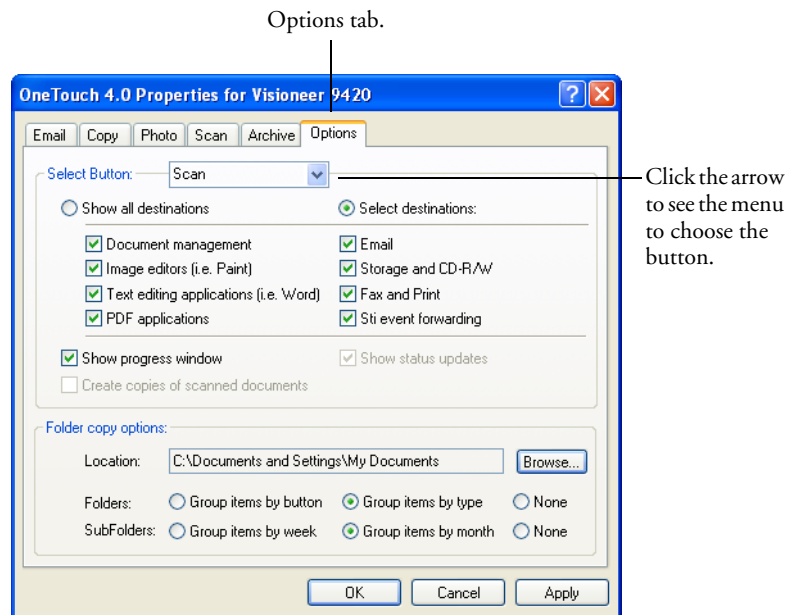 Options tab.
OneTouch 4.0 Properties for Visioneer 9420
Email Copy Photo Scan Archive Options
Select Button: Scan
Click the arrow
to see the menu
to choose the
button.
Show all destinations Select destinations:
Document management Email
Image editors (i.e. Paint) Storage and CD-R/W
Text editing applications (i.e. Word) Fax and Print
PDF applications Sti event forwarding
Show progress window Show status updates
Create copies of scanned documents
Folder copy options:
Location: C:\Documents and Settings\My Documents Browse...
Folders: Group items by button Group items by type None
SubFolders: Group items by week Group items by month None
OK Cancel Apply